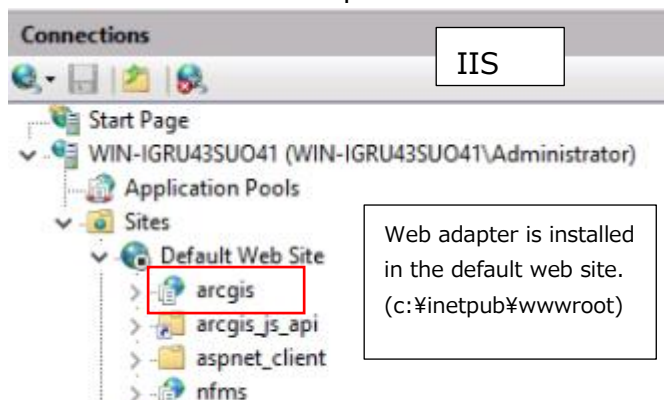 Connections
IIS
Start Page
WIN-IGRU43SUO41 (WIN-IGRU43SUO41\Administrator)
Application Pools
Sites
Default Web Site
arcgis
arcgis_js_api
aspnet_client
nfms
Web adapter is installed
in the default web site.
(c:¥inetpub¥wwwroot)